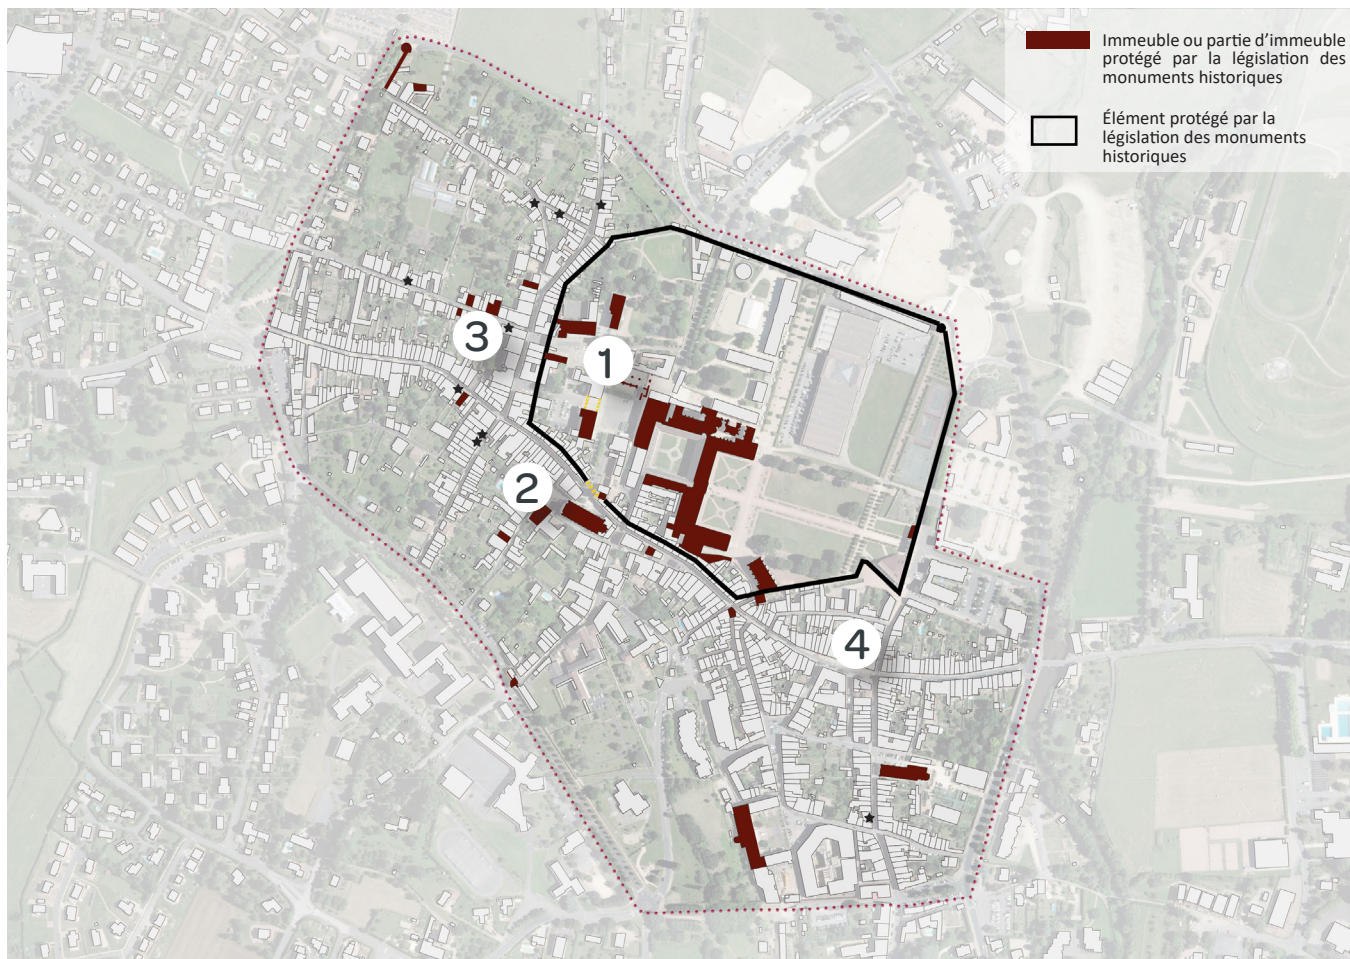 Immeuble ou partie d'immeuble
protégé par la législation des
monuments historiques
Élément protégé par la
législation des monuments
historiques
3
1
2
4